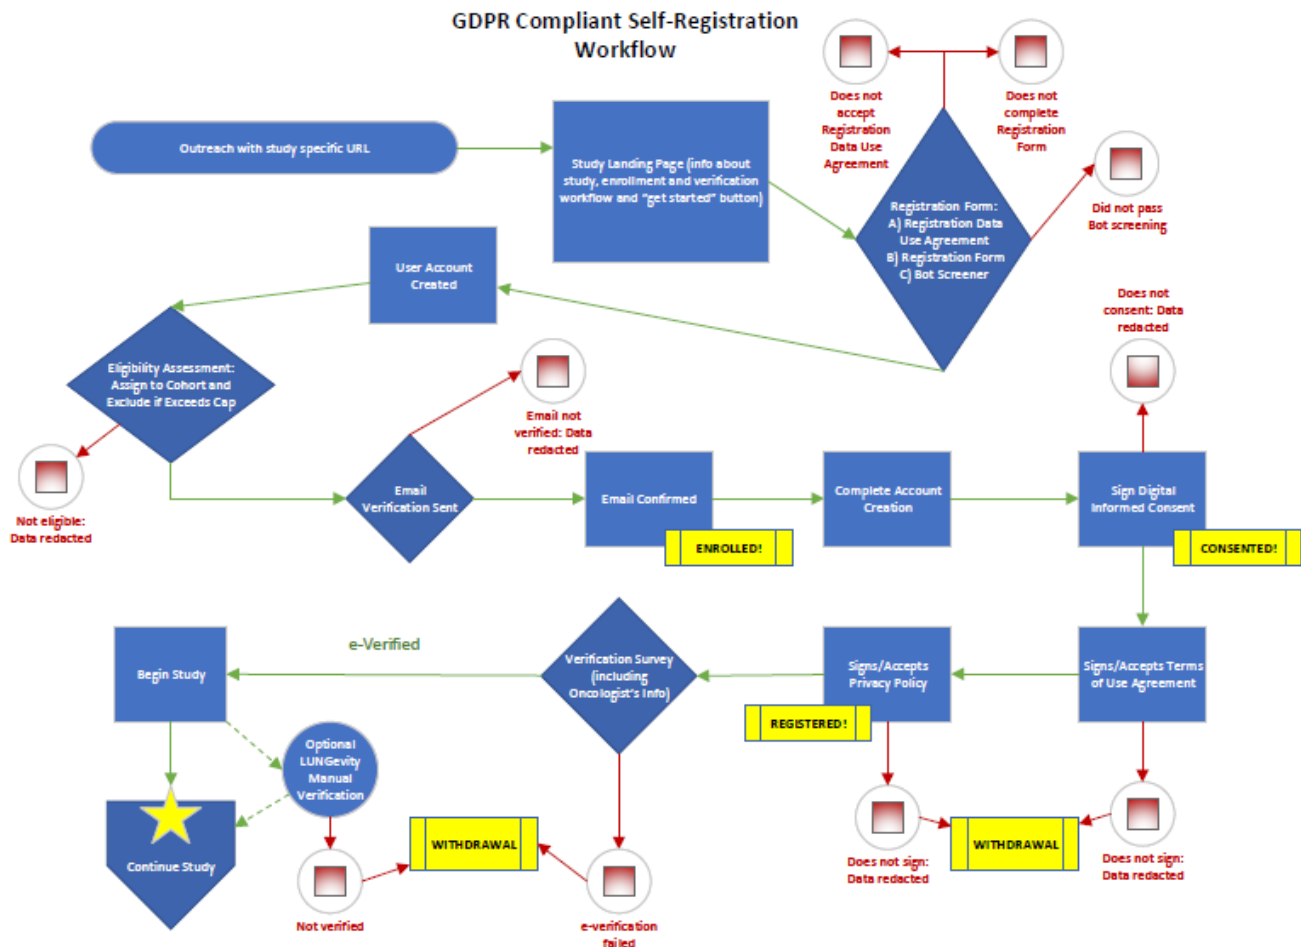 GDPR Compliant Self-Registration
Workflow
Outreach with study specific URL
Study Landing Page (info about
study, enrollment and verification
workflow and "get started" button)
Does not
accept
Registration
Data Use
Agreement
Does not
complete
Registration
Form
Did not pass
Bot screening
Registration Form:
A) Registration Data
Use Agreement
B) Registration Form
C) Bot Screener
User Account
Created
Does not
consent: Data
redacted
Eligibility Assessment:
Assign to Cohort and
Exclude if Exceeds Cap
Not eligible:
Data redacted
Email not
verified: Data
redacted
Email
Verification Sent
Email Confirmed
ENROLLED!
Complete Account
Creation
Sign Digital
Informed Consent
CONSENTED!
Signs/Accepts Terms
of Use Agreement
Signs/Accepts
Privacy Policy
REGISTERED!
Verification Survey
(including
Oncologist's Info)
e-Verified
Begin Study
Optional
LUNGevity
Manual
Verification
Continue Study
Not verified
WITHDRAWAL
e-verification
failed
Does not sign:
Data redacted
WITHDRAWAL
Does not sign:
Data redacted